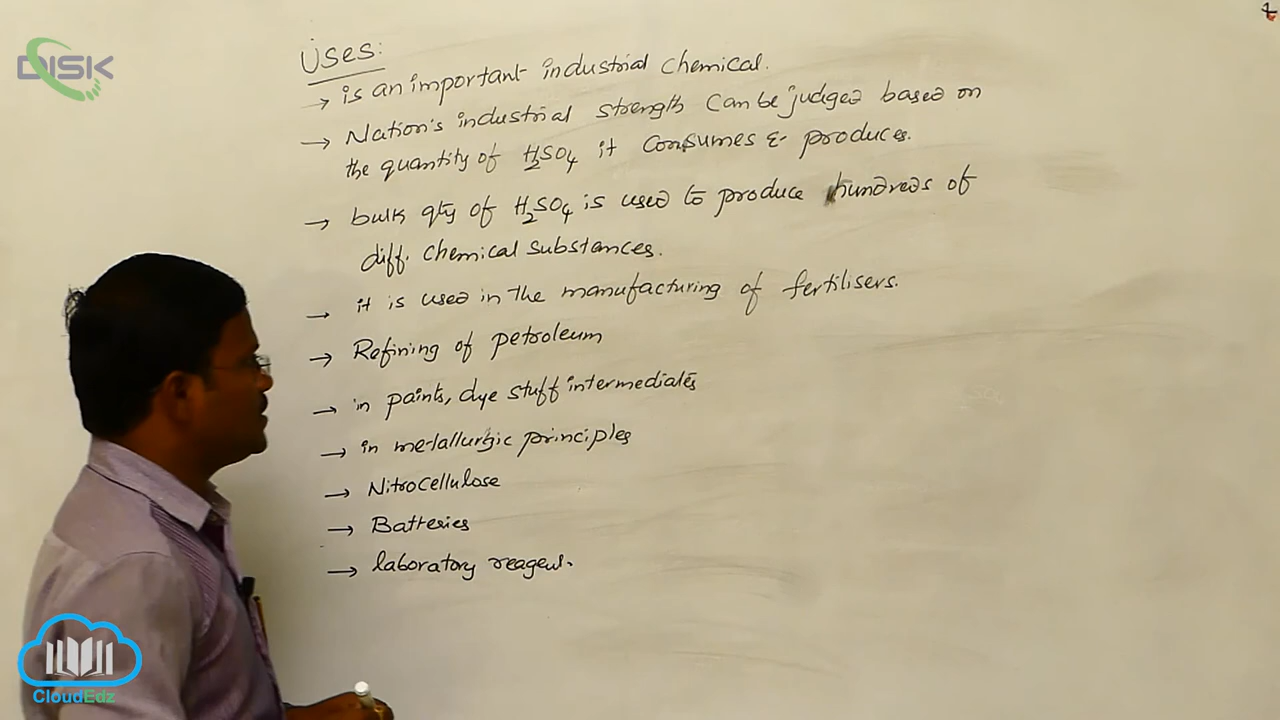 DISK
Uses:
→ is an important industrial chemical.
→ Nation's industrial strength can be judged based on
the quantity of H2SO4 it consumes & produces.
→ bulk qty of H2SO4 is used to produce hundreds of
diff. chemical substances.
→ it is used in the manufacturing of fertilisers.
→ Refining of petroleum
→ in paints, dye stuff intermediates
→ in metallurgic principles
→ Nitrocellulose
→ Batteries
→ laboratory reagent.
CloudEdz